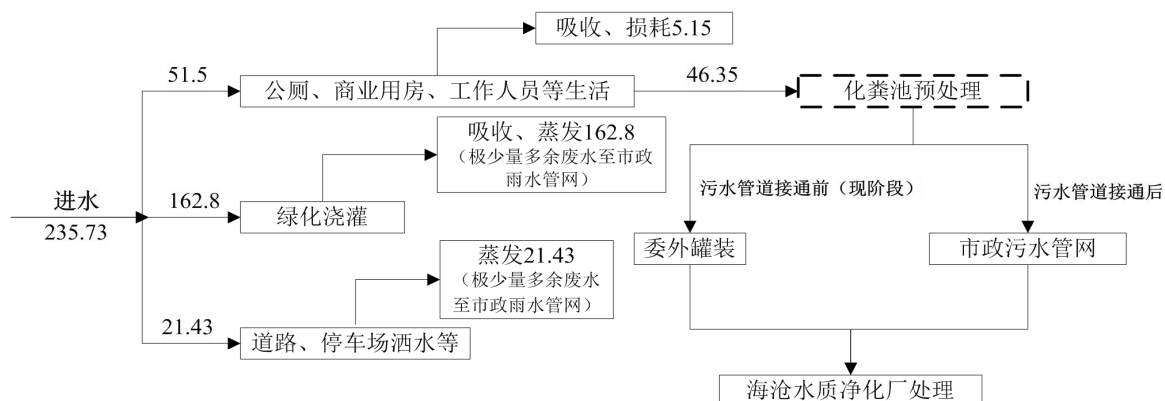 吸收、损耗5.15
51.5
公厕、商业用房、工作人员等生活
46.35
化粪池预处理
吸收、蒸发162.8
（极少量多余废水至市政
雨水管网）
污水管道接通前（现阶段）
污水管道接通后
进水
235.73
162.8
绿化浇灌
委外罐装
市政污水管网
蒸发21.43
（极少量多余废水
至市政雨水管网）
21.43
道路、停车场洒水等
海沧水质净化厂处理